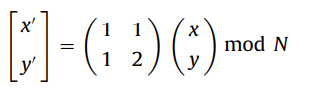 [x′ y′] = (1 1 1 2) (x y) mod N